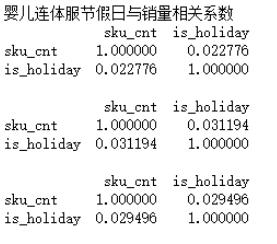 婴儿连体服节假日与销量相关系数
sku_cnt is_holiday
sku_cnt 1.000000 0.022776
is_holiday 0.022776 1.000000
sku_cnt is_holiday
sku_cnt 1.000000 0.031194
is_holiday 0.031194 1.000000
sku_cnt is_holiday
sku_cnt 1.000000 0.029496
is_holiday 0.029496 1.000000